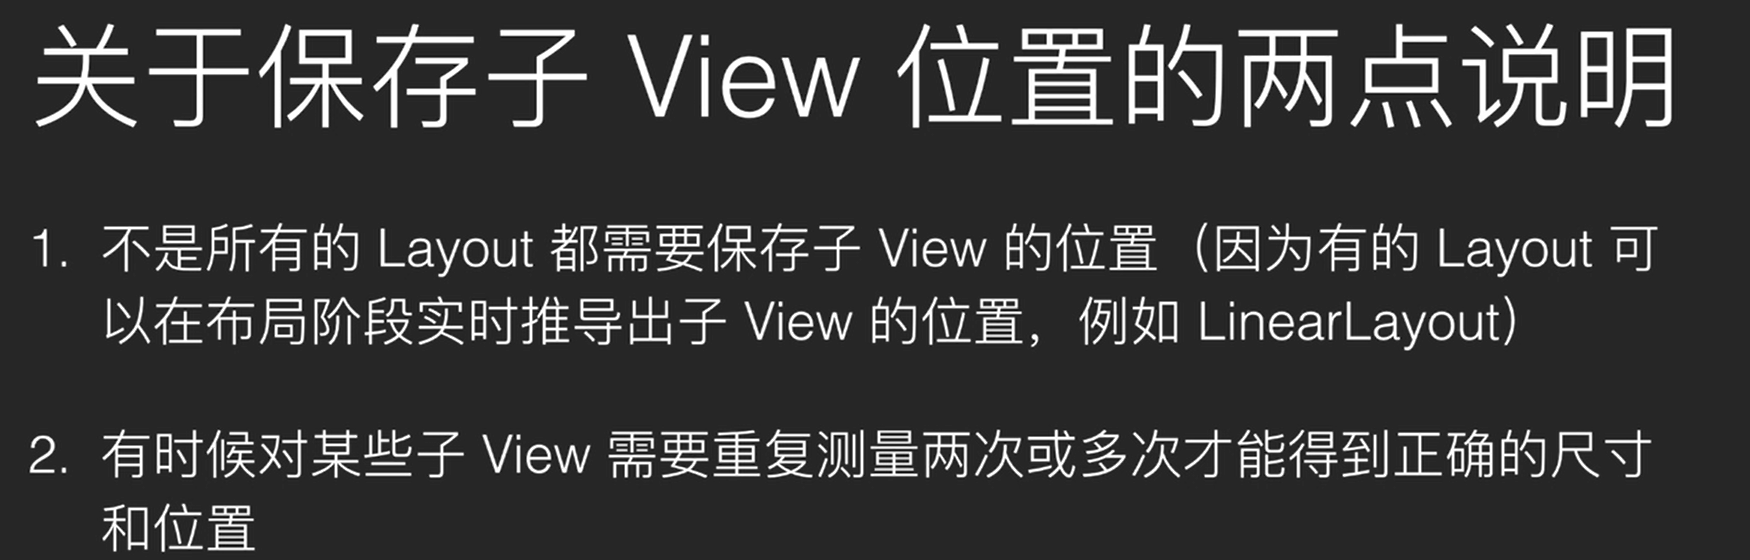 关于保存子 View 位置的两点说明
1. 不是所有的 Layout 都需要保存子 View 的位置（因为有的 Layout 可
以在布局阶段实时推导出子 View 的位置，例如 LinearLayout）
2. 有时候对某些子 View 需要重复测量两次或多次才能得到正确的尺寸
和位置